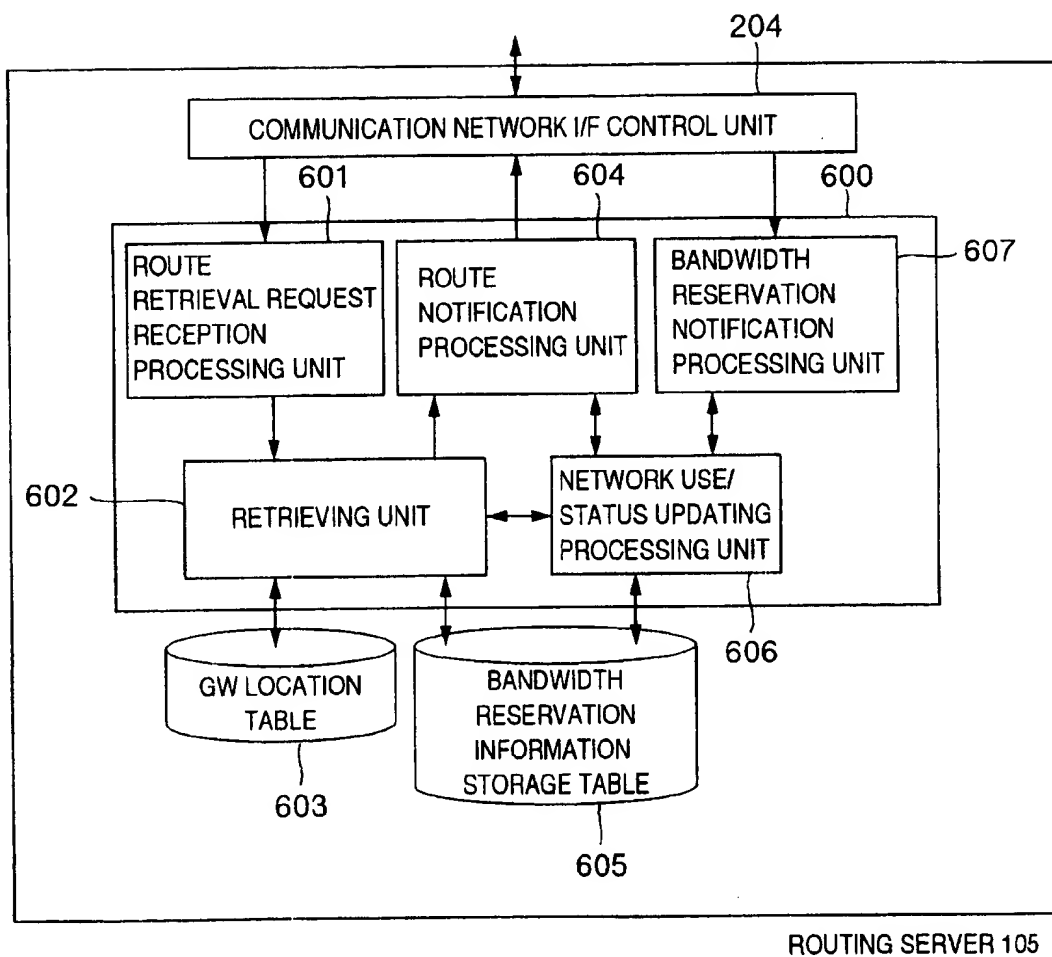 204
COMMUNICATION NETWORK I/F CONTROL UNIT
601
604
600
ROUTE
RETRIEVAL REQUEST
RECEPTION
PROCESSING UNIT
ROUTE
NOTIFICATION
PROCESSING UNIT
BANDWIDTH
RESERVATION
NOTIFICATION
PROCESSING UNIT
607
602
RETRIEVING UNIT
NETWORK USE/
STATUS UPDATING
PROCESSING UNIT
606
GW LOCATION
TABLE
603
BANDWIDTH
RESERVATION
INFORMATION
STORAGE TABLE
605
ROUTING SERVER 105